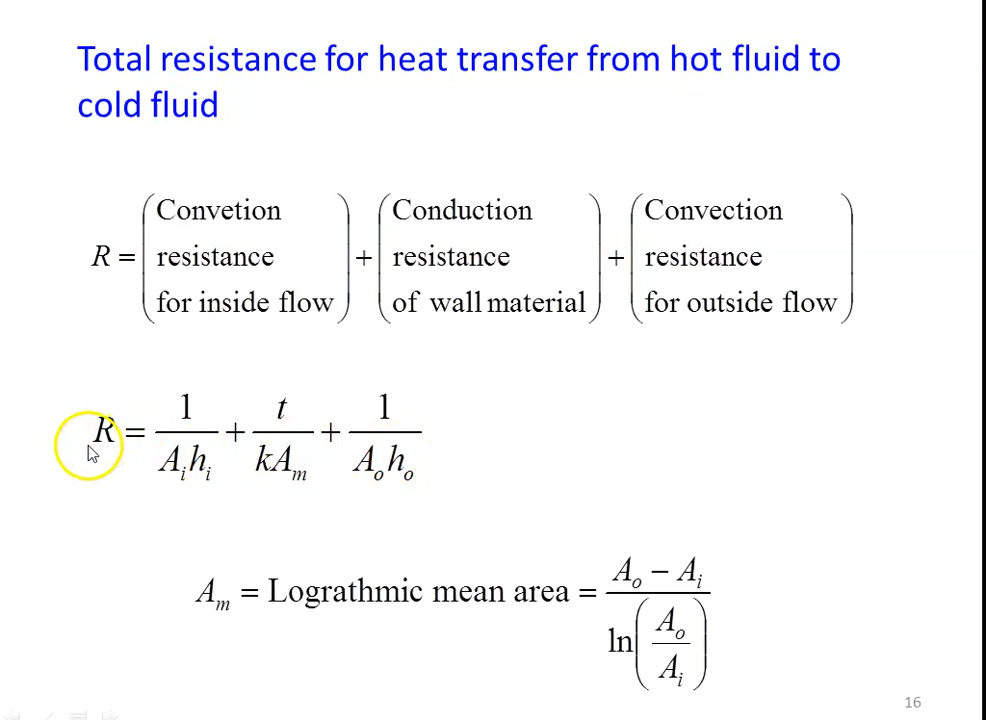 Total resistance for heat transfer from hot fluid to
cold fluid
R = (Convetion resistance for inside flow) + (Conduction resistance of wall material) + (Convection resistance for outside flow)
R = 1/(A_i h_i) + t/(kA_m) + 1/(A_o h_o)
A_m = Lograthmic mean area = (A_o − A_i)/ln(A_o/A_i)
16